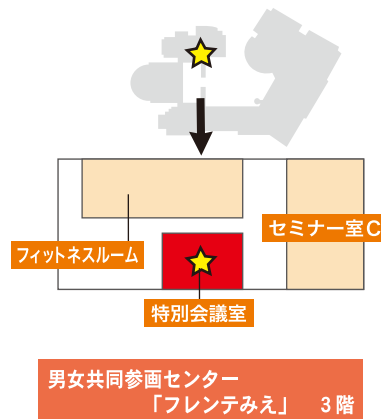 フィットネスルーム
セミナー室C
特別会議室
男女共同参画センター
「フレンテみえ」 3階